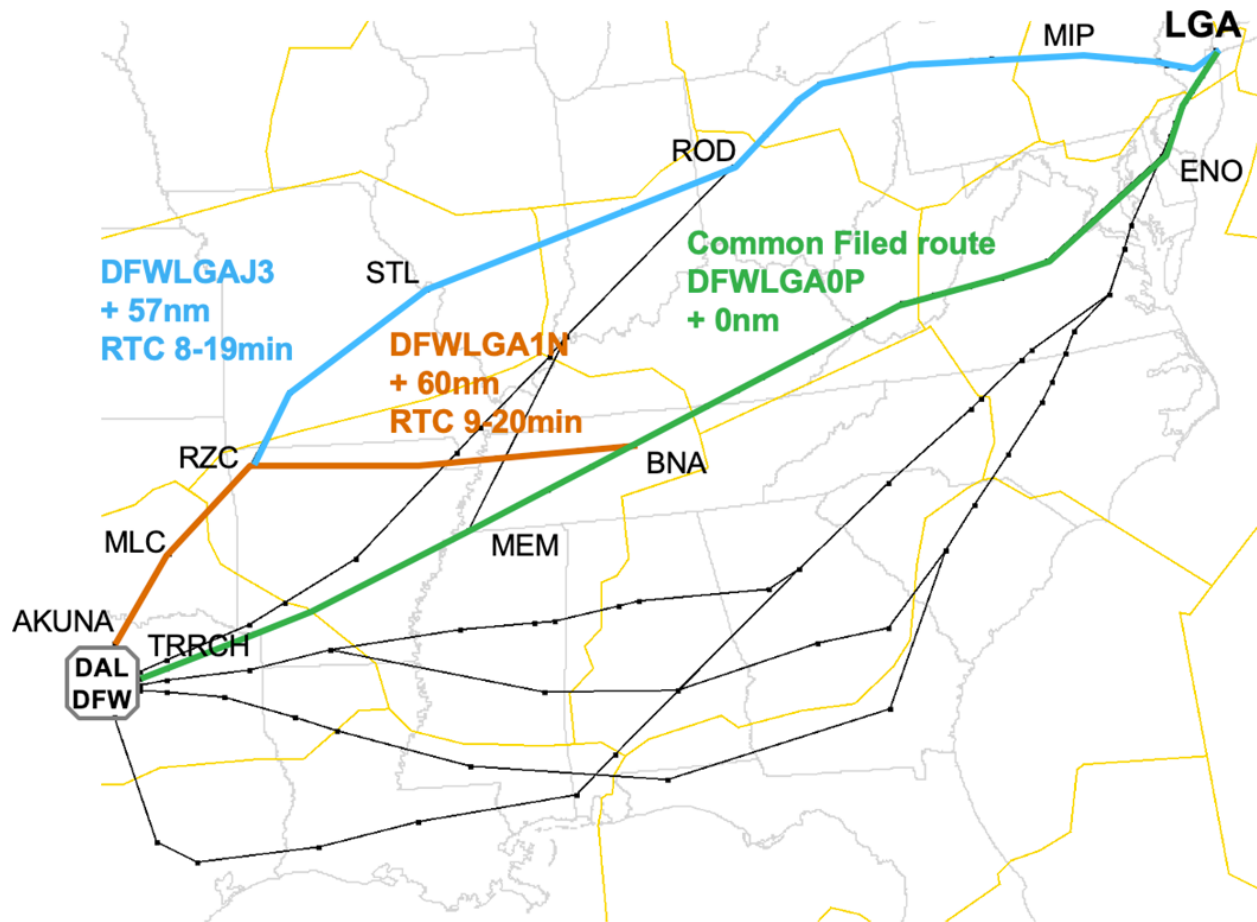 LGA
MIP
ROD
ENO
Common Filed route
DFWLGA0P
+ 0nm
DFWLGAJ3
+ 57nm
RTC 8-19min
STL
DFWLGA1N
+ 60nm
RTC 9-20min
RZC
BNA
MLC
MEM
AKUNA
TRRCH
DAL
DFW